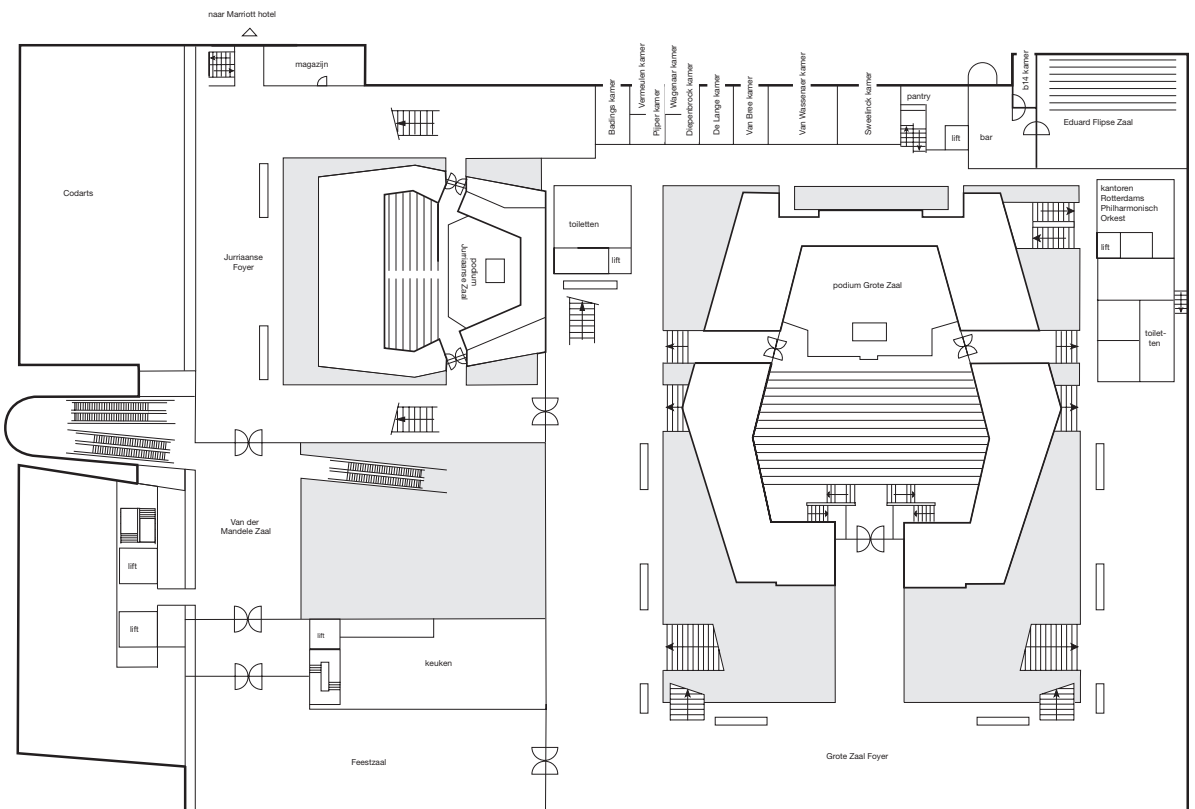 naar Marriott hotel
magazijn
Badings kamer
Vermeulen kamer
Pijper kamer
Wagenaar kamer
Diepenbrock kamer
De Lange kamer
Van Bree kamer
Van Wassenaer kamer
Sweelinck kamer
pantry
lift
bar
b14 kamer
Eduard Flipse Zaal
Codarts
Jurriaanse
Foyer
podium
Jurriaanse Zaal
toiletten
lift
podium Grote Zaal
kantoren
Rotterdams
Philharmonisch
Orkest
lift
toilet-
ten
Van der
Mandele Zaal
lift
lift
lift
keuken
Feestzaal
Grote Zaal Foyer